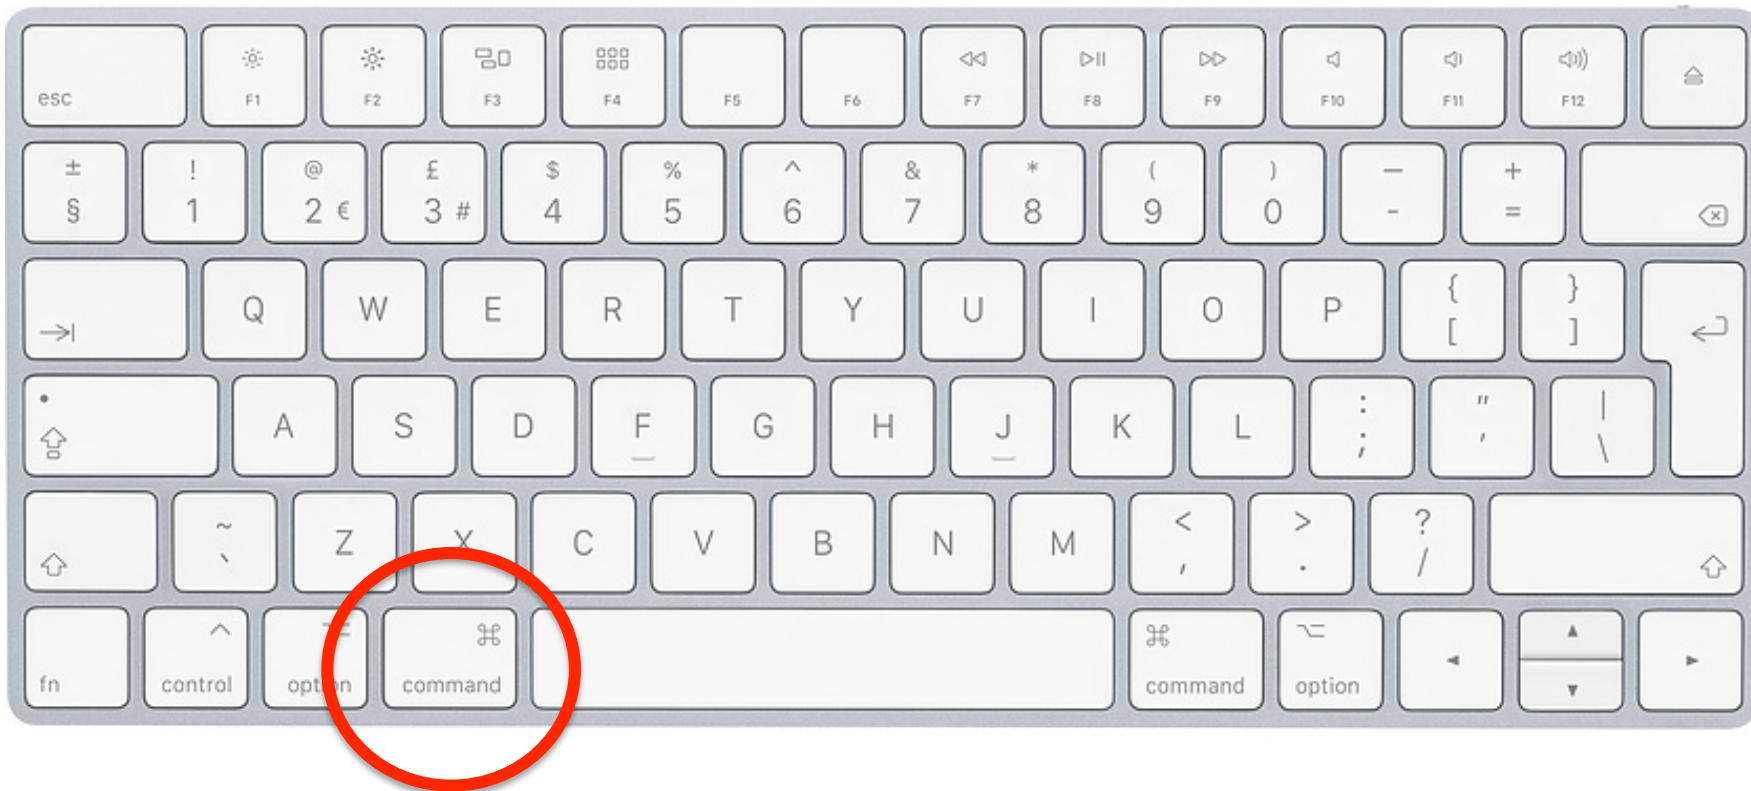 esc F1 F2 F3 F4 F5 F6 F7 F8 F9 F10 F11 F12
± ! @ £ $ % ^ & * ( ) — +
§ 1 2 € 3 # 4 5 6 7 8 9 0 - =
Q W E R T Y U I O P { }
[ ]
A S D F G H J K L : " |
; ' \
~ Z X C V B N M < > ?
` , . /
fn ^ control ⌥ option ⌘ command ⌘ command ⌥ option